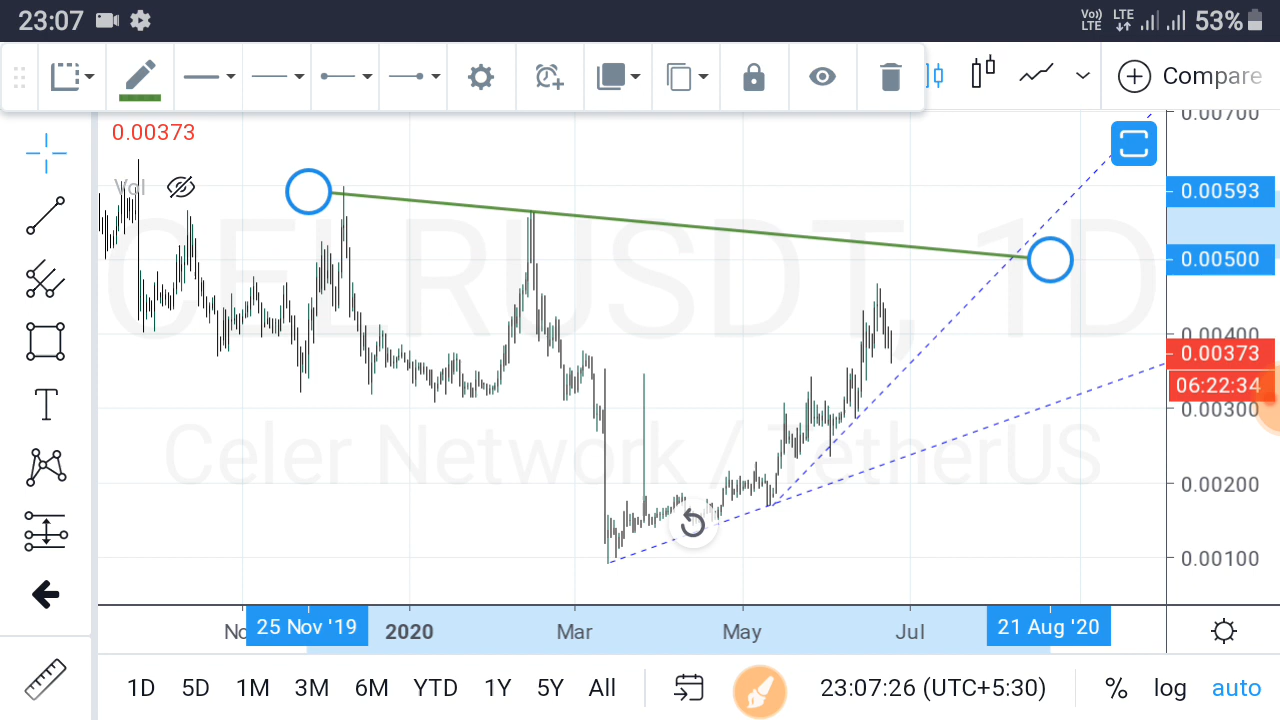 23:07 Vo) LTE LTE 53%
Compare
0.00373
Vol
0.00700
0.00593
0.00500
0.00400
0.00373
06:22:34
0.00300
0.00200
0.00100
CELRUSDT, 1D
Celer Network / TetherUS
25 Nov '19 2020 Mar May Jul 21 Aug '20
1D 5D 1M 3M 6M YTD 1Y 5Y All 23:07:26 (UTC+5:30) % log auto